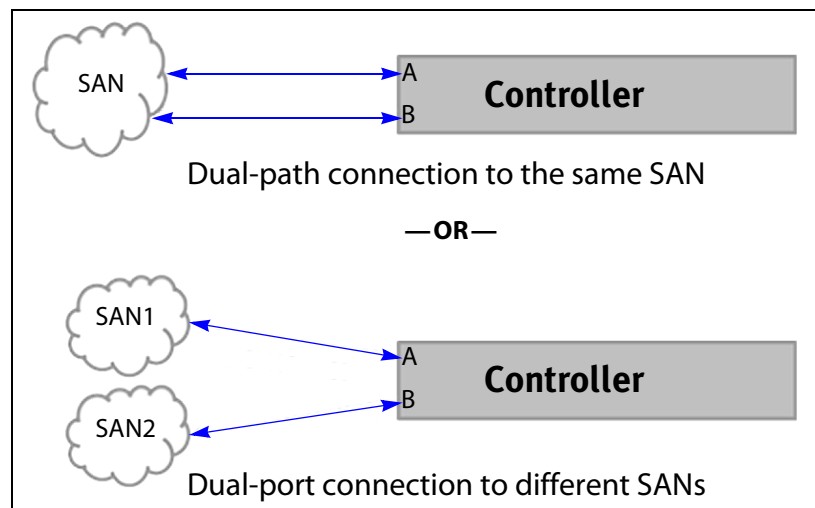 SAN
A
Controller
B
Dual-path connection to the same SAN
—OR—
SAN1
A
Controller
B
SAN2
Dual-port connection to different SANs